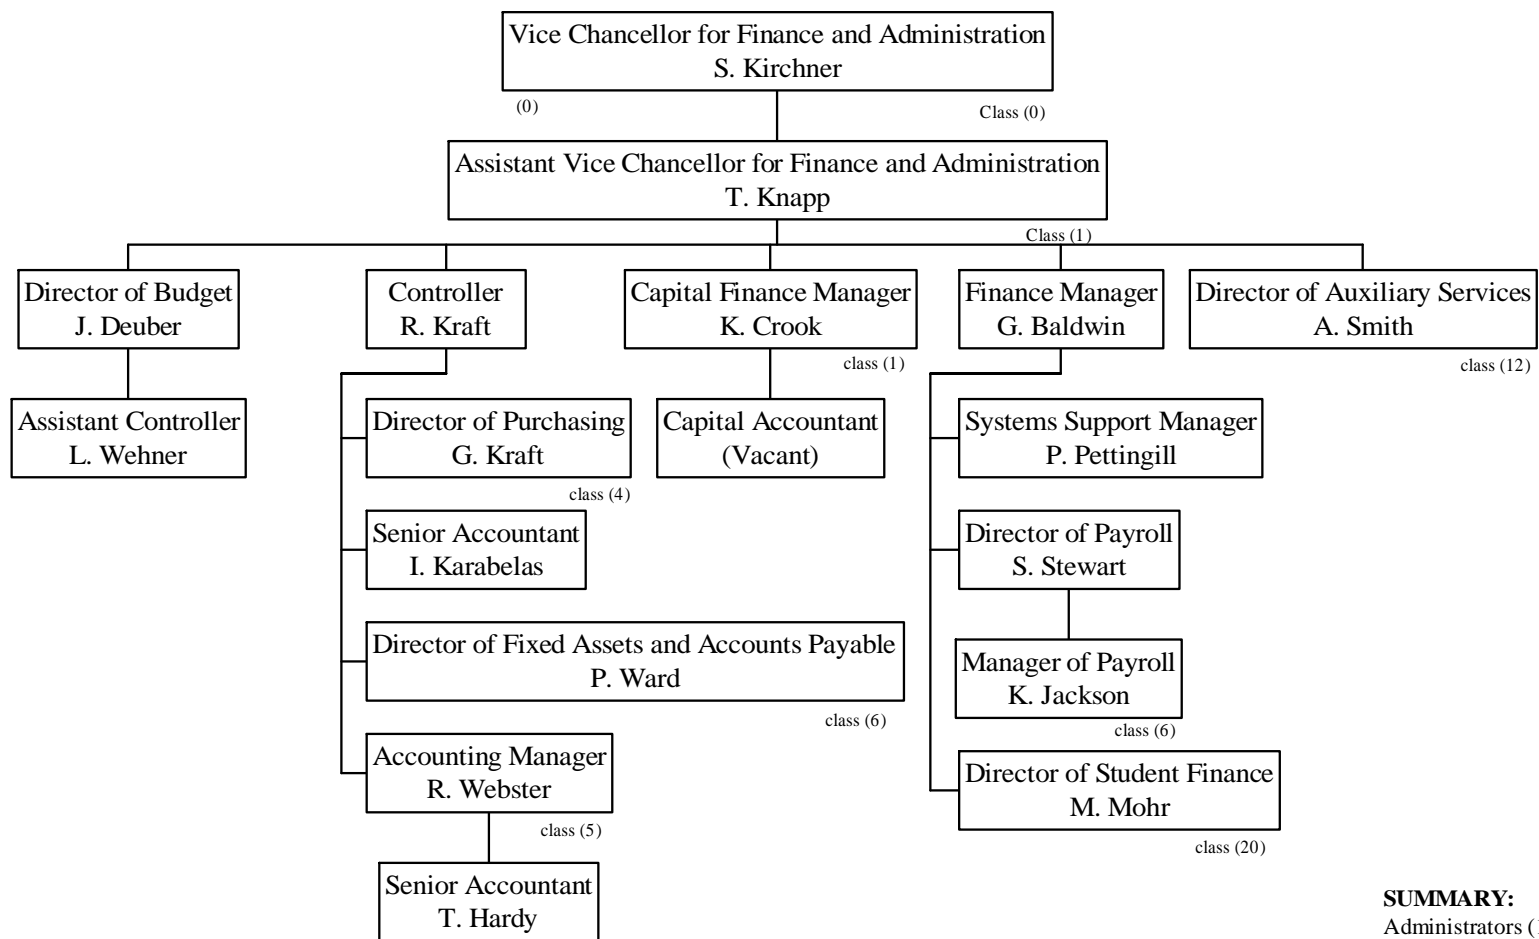 Vice Chancellor for Finance and Administration
S. Kirchner
(0)
Class (0)
Assistant Vice Chancellor for Finance and Administration
T. Knapp
Class (1)
Director of Budget
J. Deuber
Controller
R. Kraft
Capital Finance Manager
K. Crook
class (1)
Finance Manager
G. Baldwin
Director of Auxiliary Services
A. Smith
class (12)
Assistant Controller
L. Wehner
Director of Purchasing
G. Kraft
class (4)
Capital Accountant
(Vacant)
Systems Support Manager
P. Pettingill
Senior Accountant
I. Karabelas
Director of Payroll
S. Stewart
Director of Fixed Assets and Accounts Payable
P. Ward
class (6)
Manager of Payroll
K. Jackson
class (6)
Accounting Manager
R. Webster
class (5)
Director of Student Finance
M. Mohr
class (20)
Senior Accountant
T. Hardy
SUMMARY:
Administrators (